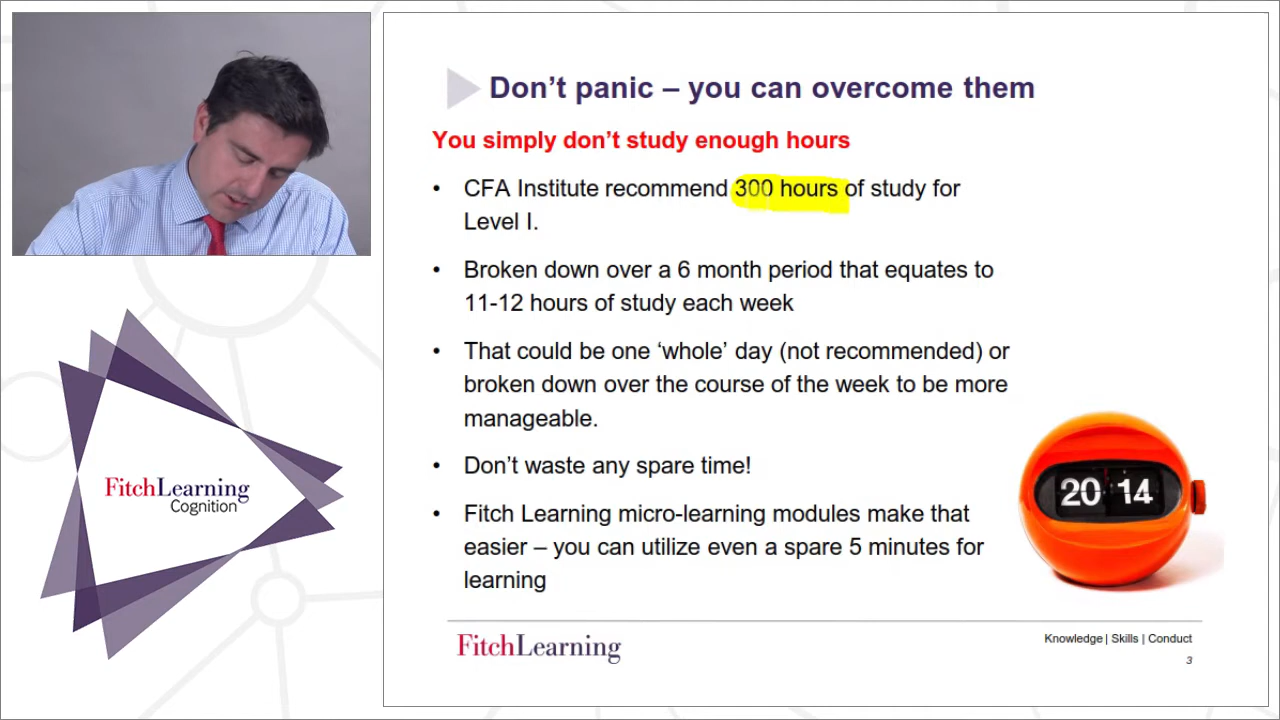 Don’t panic – you can overcome them
You simply don’t study enough hours
• CFA Institute recommend 300 hours of study for
Level I.
• Broken down over a 6 month period that equates to
11-12 hours of study each week
• That could be one ‘whole’ day (not recommended) or
broken down over the course of the week to be more
manageable.
• Don’t waste any spare time!
• Fitch Learning micro-learning modules make that
easier – you can utilize even a spare 5 minutes for
learning
20 14
FitchLearning
Cognition
FitchLearning
Knowledge | Skills | Conduct
3